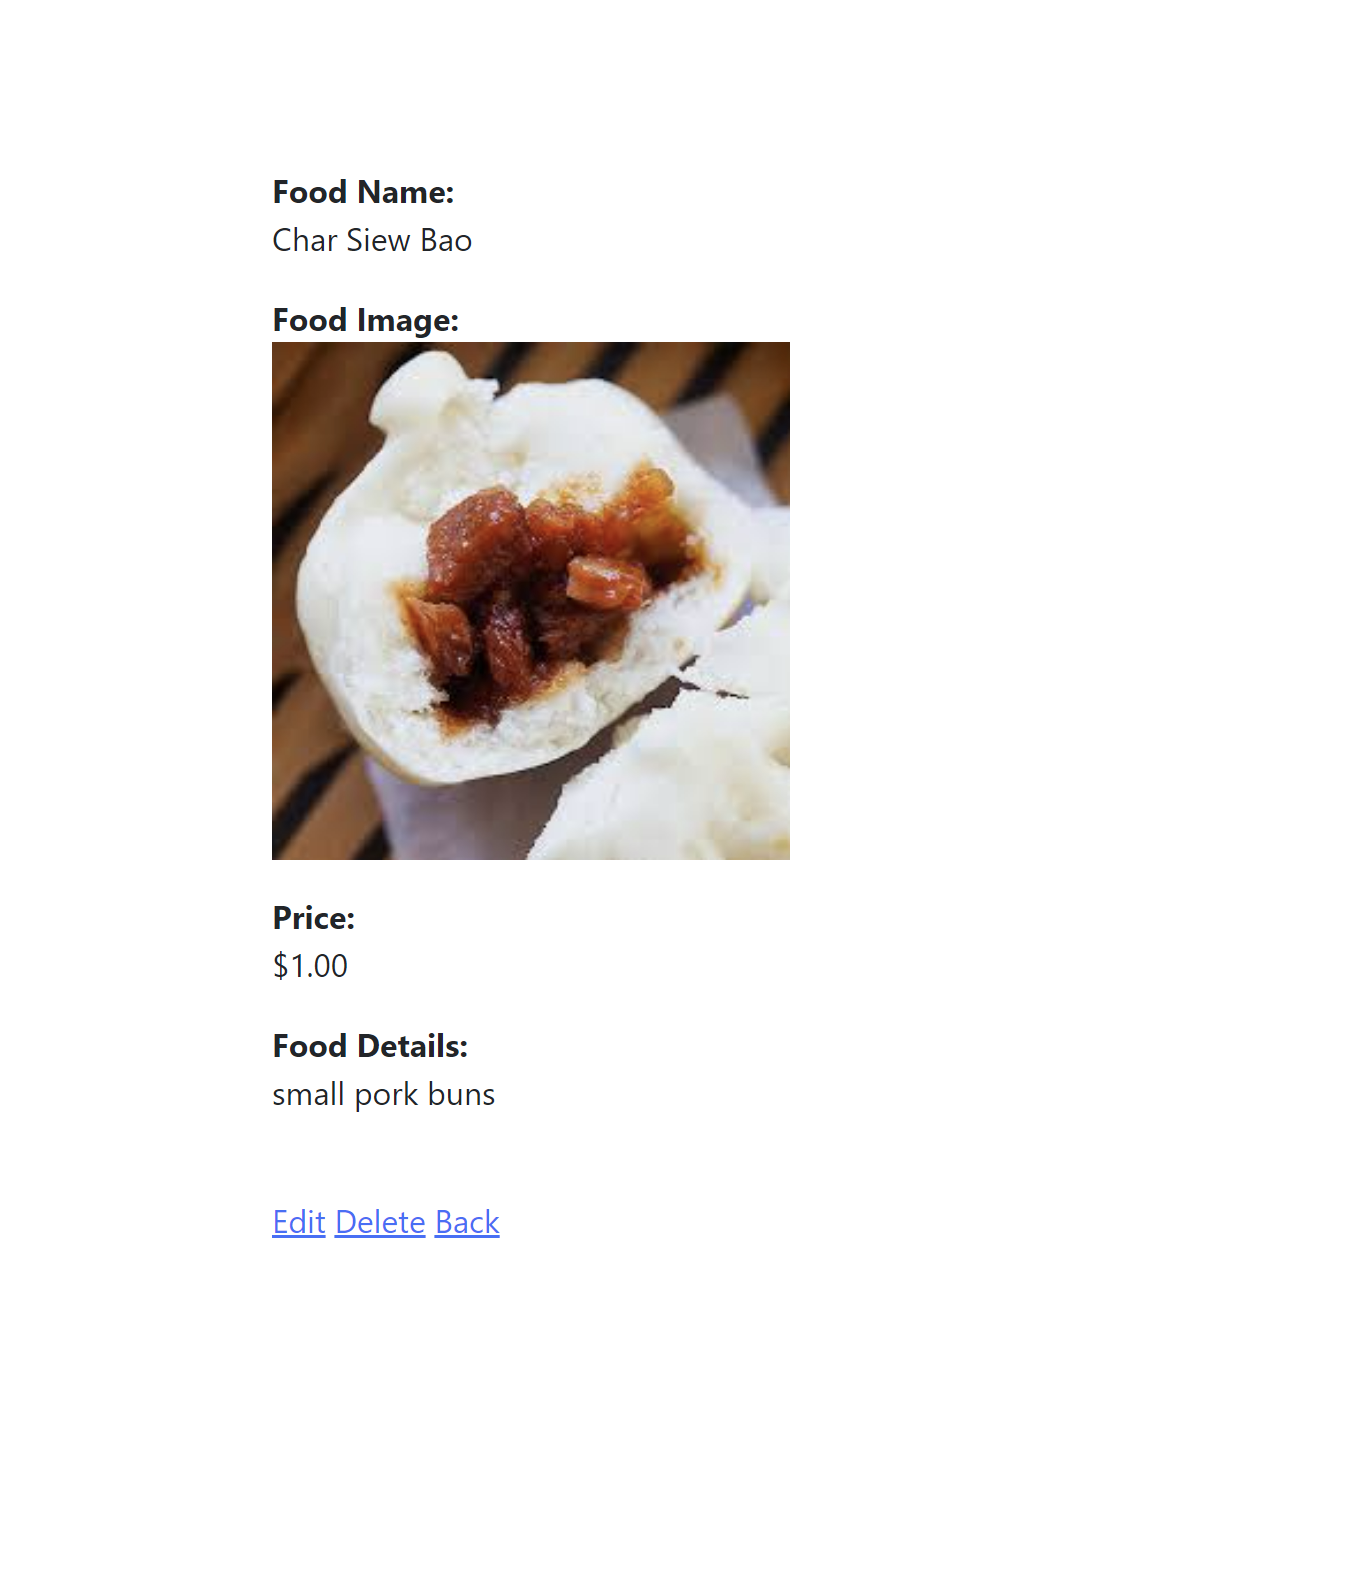 Food Name:
Char Siew Bao
Food Image:
Price:
$1.00
Food Details:
small pork buns
Edit Delete Back